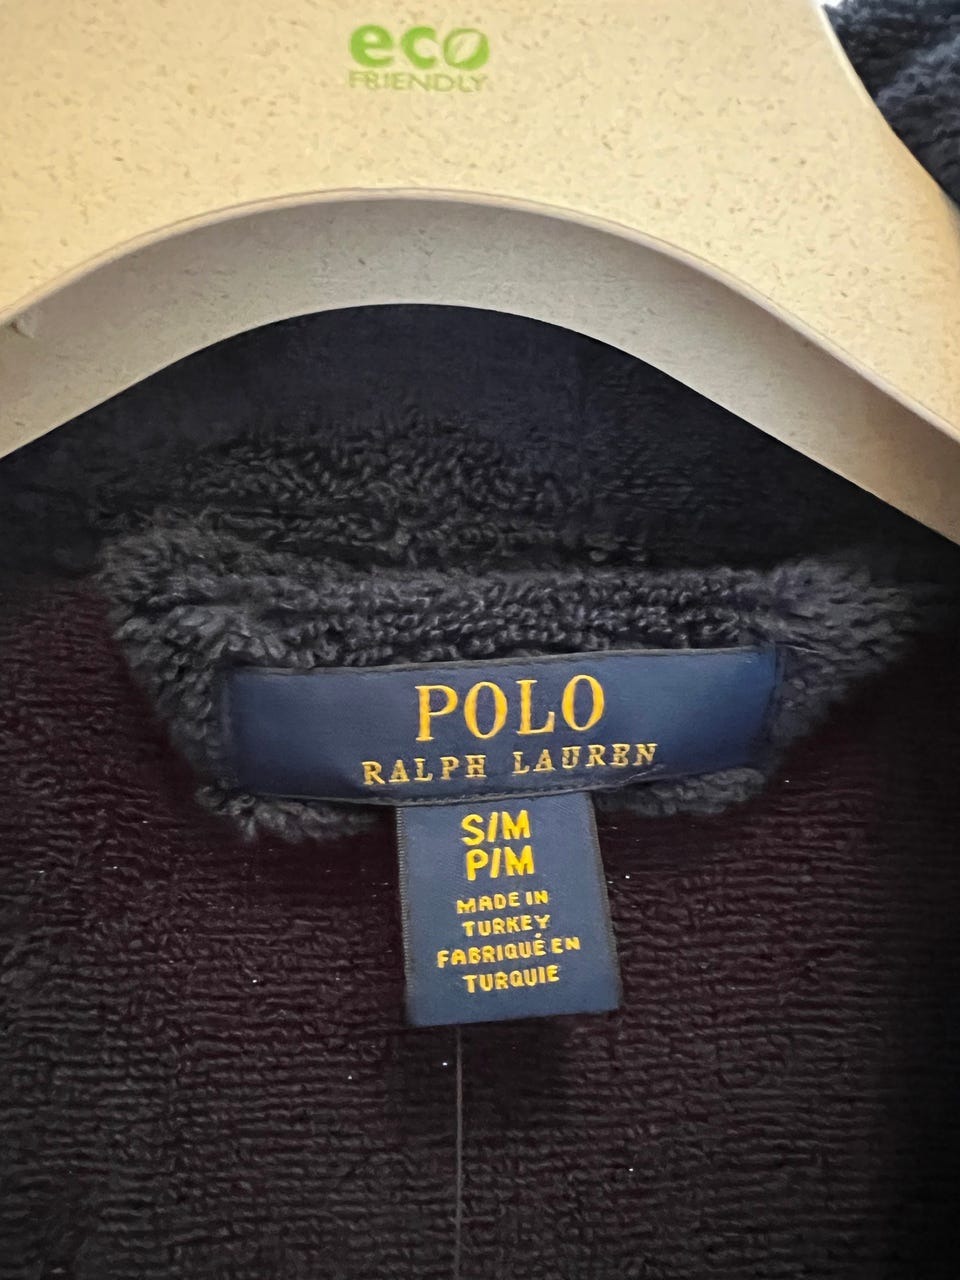 eco
FRIENDLY
POLO
RALPH LAUREN
S/M
P/M
MADE IN
TURKEY
FABRIQUÉ EN
TURQUIE